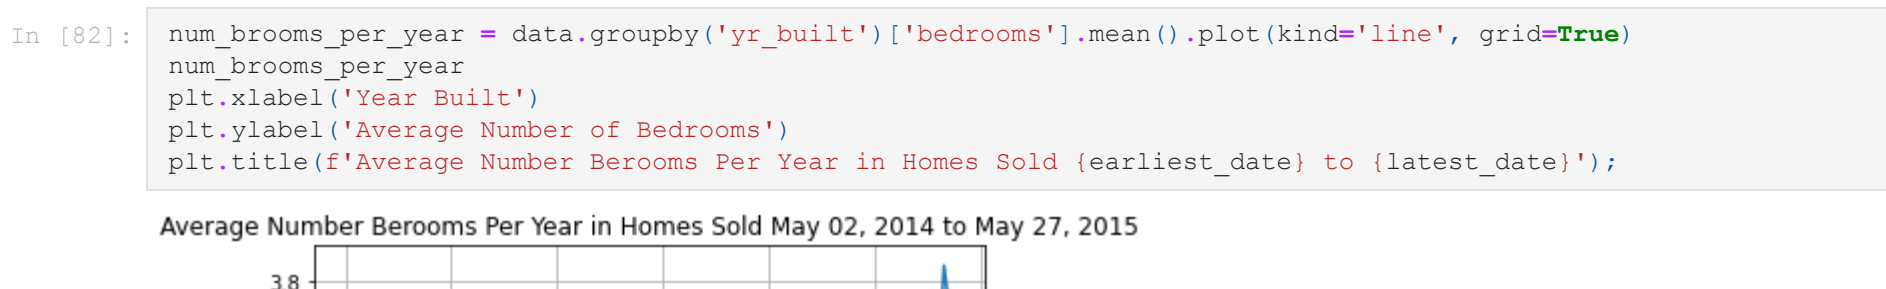 In [82]: num_brooms_per_year = data.groupby('yr_built')['bedrooms'].mean().plot(kind='line', grid=True)
num_brooms_per_year
plt.xlabel('Year Built')
plt.ylabel('Average Number of Bedrooms')
plt.title(f'Average Number Berooms Per Year in Homes Sold {earliest_date} to {latest_date}');
Average Number Berooms Per Year in Homes Sold May 02, 2014 to May 27, 2015
3.8